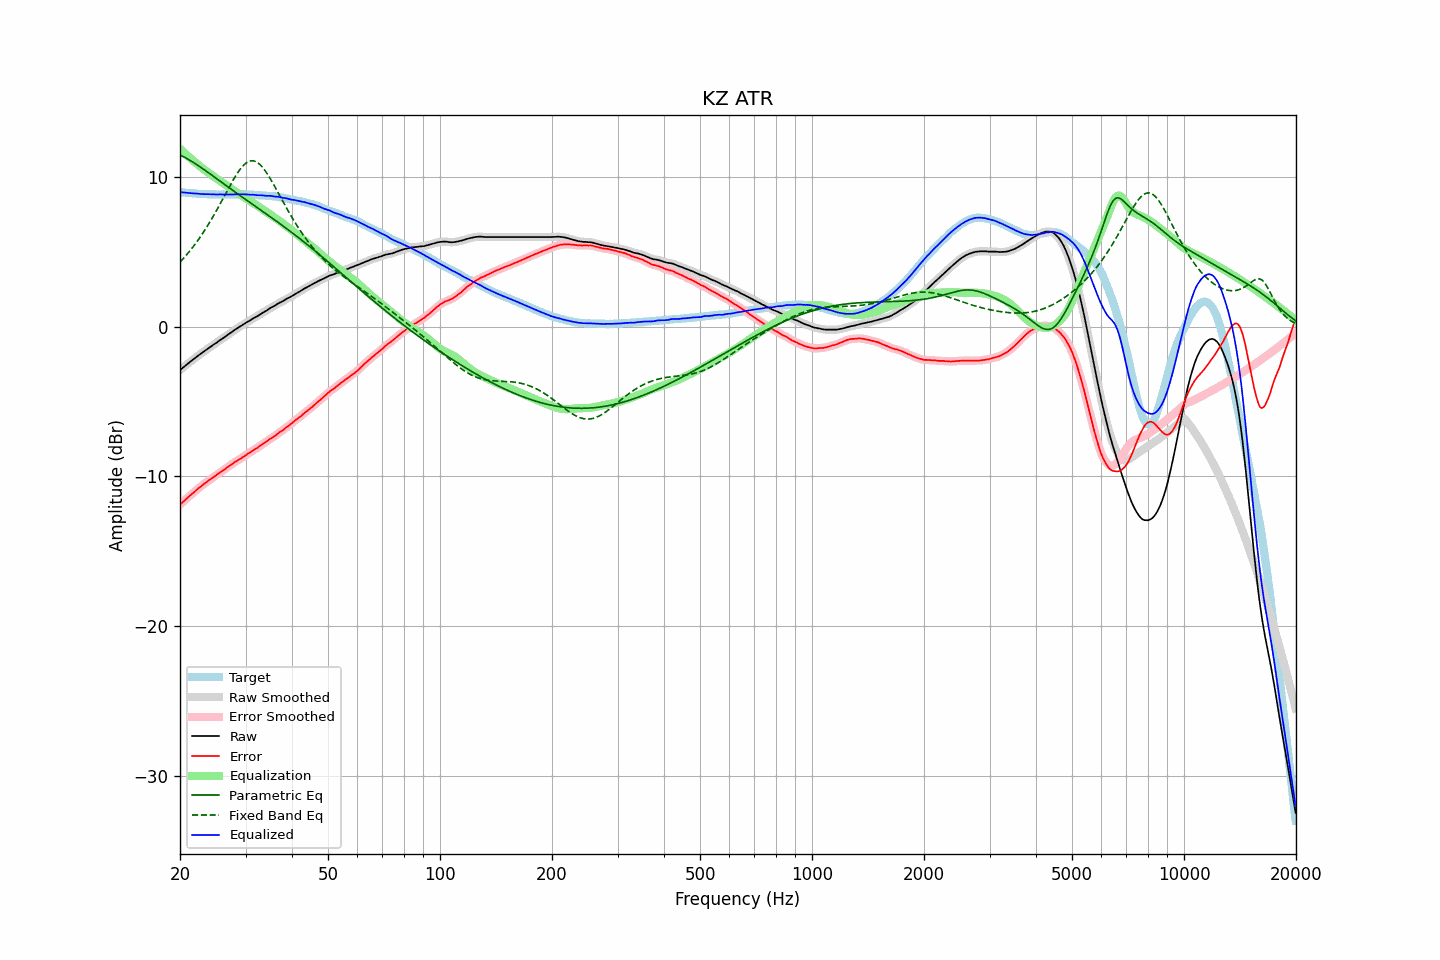 KZ ATR
Amplitude (dBr)
10
0
−10
−20
−30
Target
Raw Smoothed
Error Smoothed
Raw
Error
Equalization
Parametric Eq
Fixed Band Eq
Equalized
20 50 100 200 500 1000 2000 5000 10000 20000
Frequency (Hz)